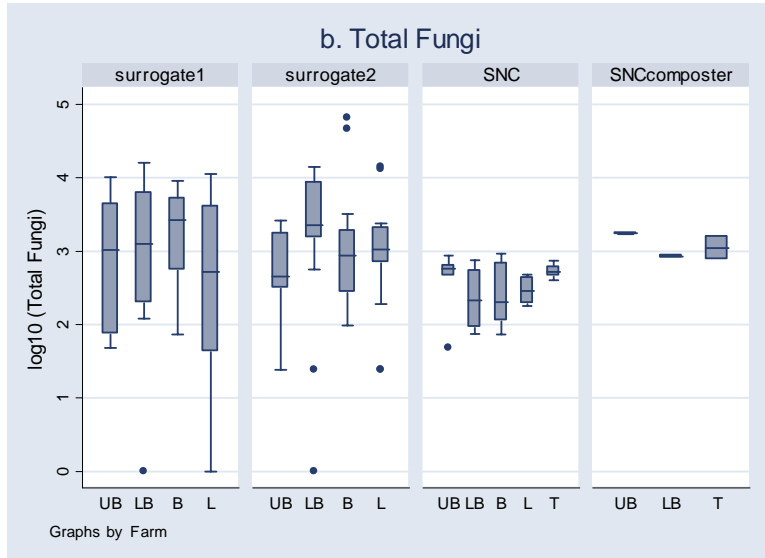 b. Total Fungi
surrogate1 surrogate2 SNC SNCcomposter
log10 (Total Fungi)
5
4
3
2
1
0
UB LB B L UB LB B L UB LB B L T UB LB T
Graphs by Farm